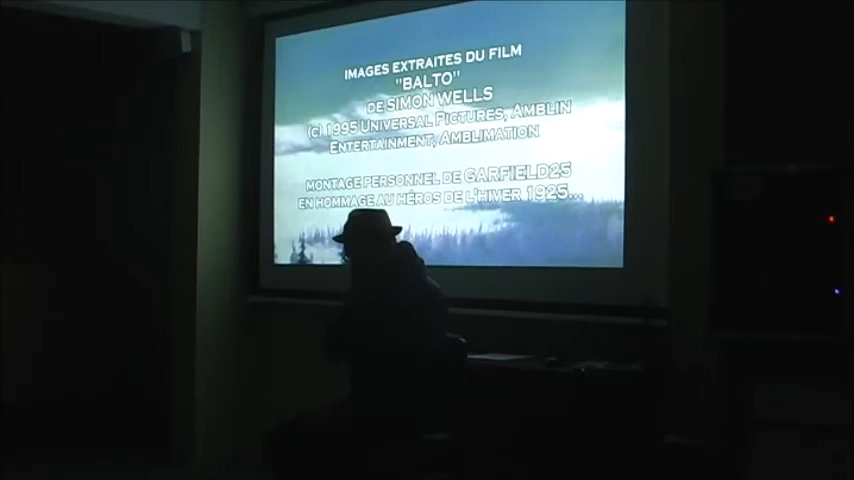 IMAGES EXTRAITES DU FILM
"BALTO"
DE SIMON WELLS
(C) 1995 UNIVERSAL PICTURES, AMBLIN
ENTERTAINMENT, AMBLIMATION
MONTAGE PERSONNEL DE GARFIELD25
EN HOMMAGE AU HÉROS DE L'HIVER 1925...